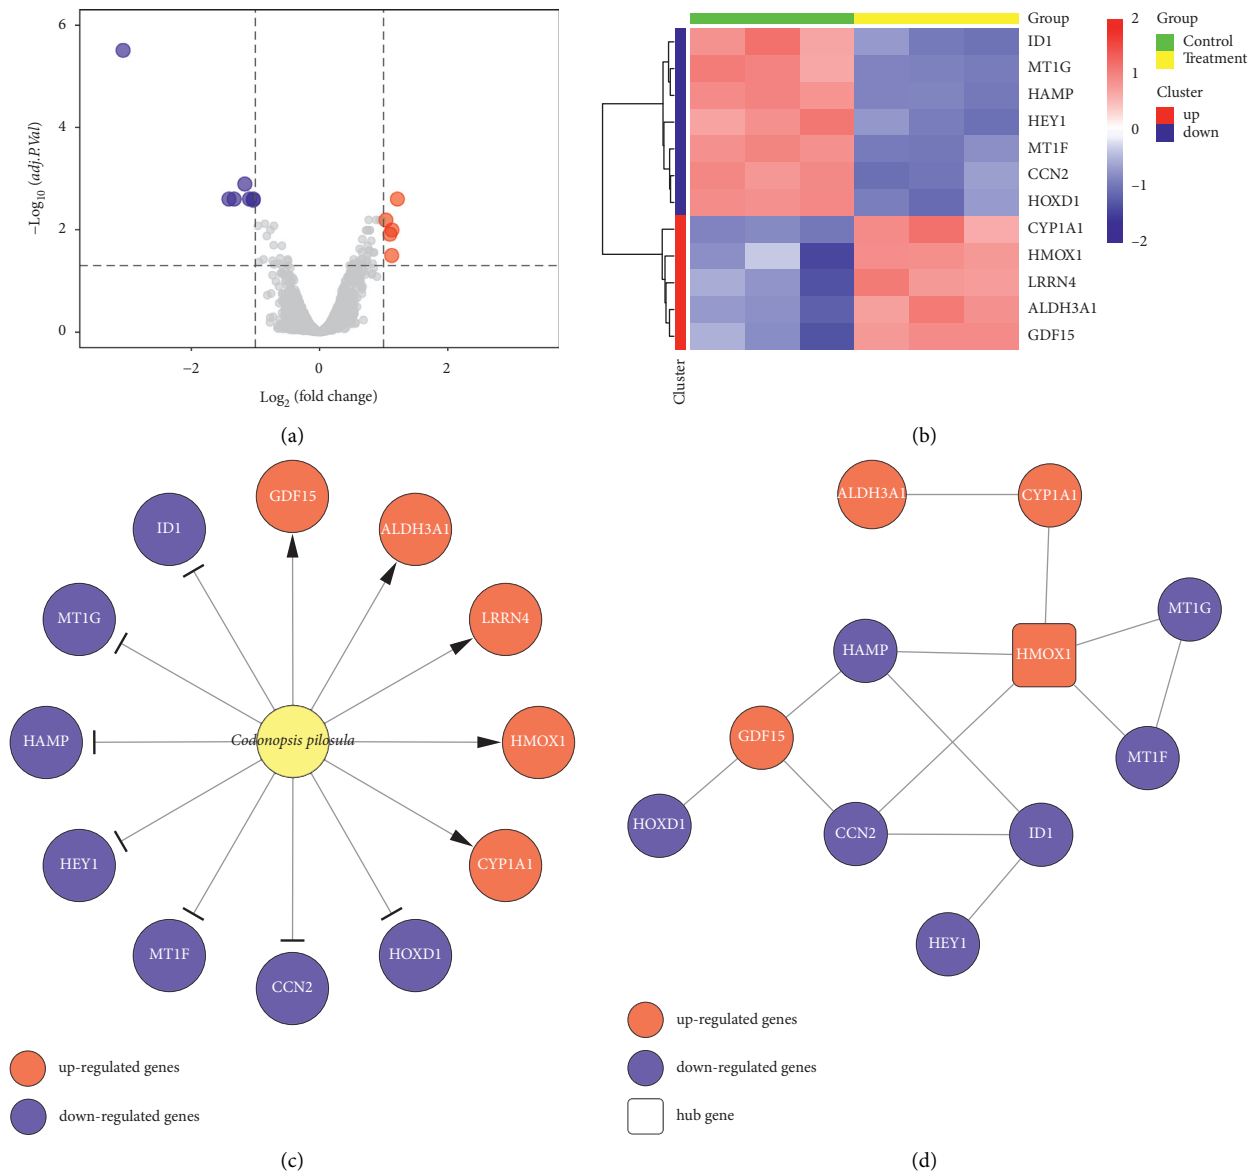 6
4
2
0
−2
0
2
−Log10 (adj.P.Val)
Log2 (fold change)
(a)
Group
ID1
MT1G
HAMP
HEY1
MT1F
CCN2
HOXD1
CYP1A1
HMOX1
LRRN4
ALDH3A1
GDF15
Cluster
2
1
0
−1
−2
Group
Control
Treatment
Cluster
up
down
(b)
GDF15
ID1
ALDH3A1
MT1G
LRRN4
HAMP
Codonopsis pilosula
HMOX1
HEY1
CYP1A1
MT1F
HOXD1
CCN2
up-regulated genes
down-regulated genes
(c)
ALDH3A1
CYP1A1
MT1G
HAMP
HMOX1
GDF15
MT1F
HOXD1
CCN2
ID1
HEY1
up-regulated genes
down-regulated genes
hub gene
(d)